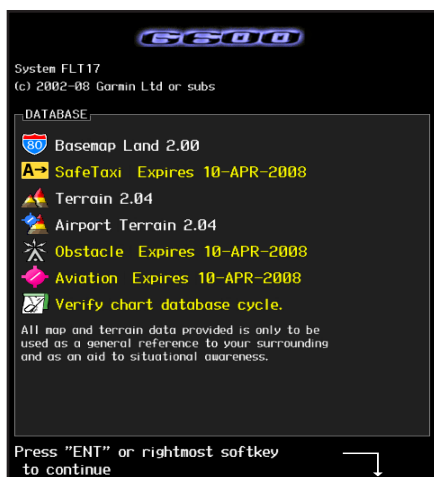 G500
System FLT17
(c) 2002-08 Garmin Ltd or subs
DATABASE
80 Basemap Land 2.00
A→ SafeTaxi Expires 10-APR-2008
Terrain 2.04
Airport Terrain 2.04
Obstacle Expires 10-APR-2008
Aviation Expires 10-APR-2008
Verify chart database cycle.
All map and terrain data provided is only to be
used as a general reference to your surrounding
and as an aid to situational awareness.
Press "ENT" or rightmost softkey
to continue